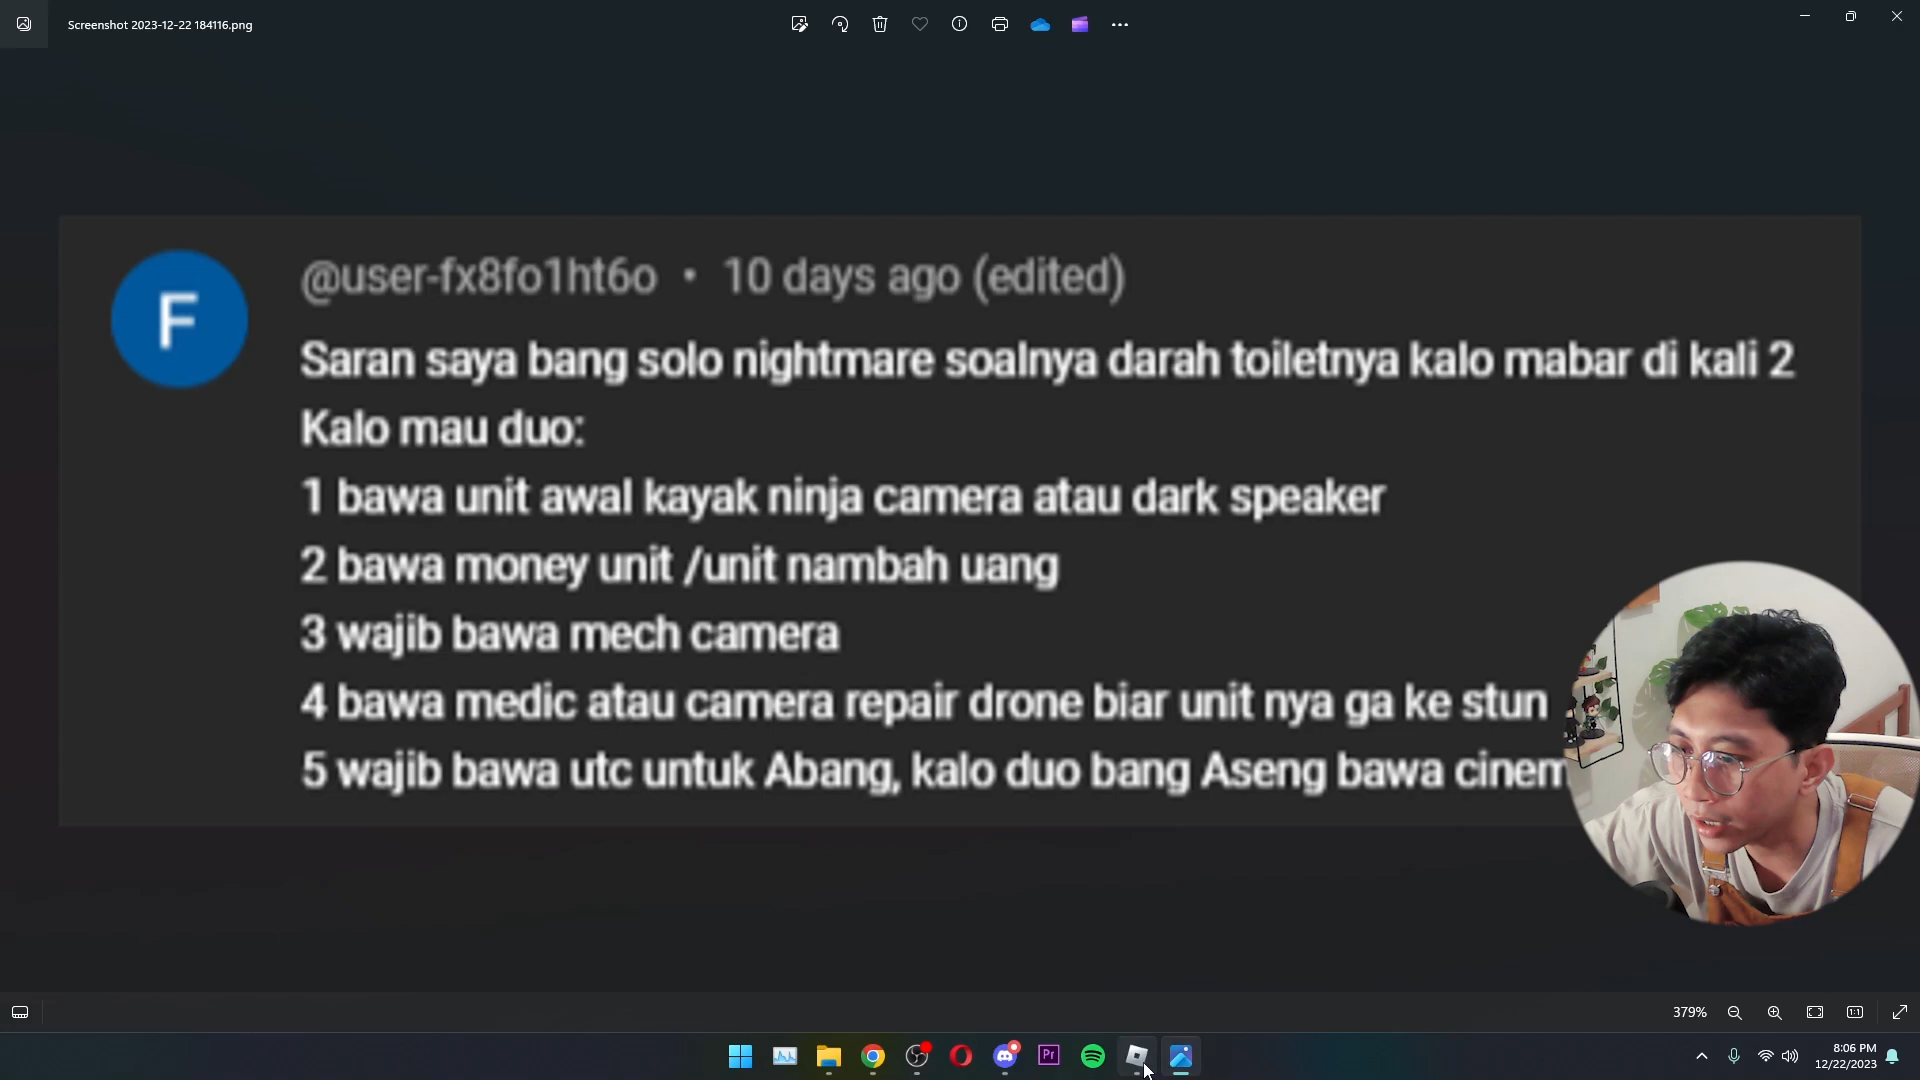 Screenshot 2023-12-22 184116.png
F
@user-fx8fo1ht6o • 10 days ago (edited)
Saran saya bang solo nightmare soalnya darah toiletnya kalo mabar di kali 2
Kalo mau duo:
1 bawa unit awal kayak ninja camera atau dark speaker
2 bawa money unit /unit nambah uang
3 wajib bawa mech camera
4 bawa medic atau camera repair drone biar unit nya ga ke stun
5 wajib bawa utc untuk Abang, kalo duo bang Aseng bawa cinem
379%
1:1
Pr
8:06 PM
12/22/2023